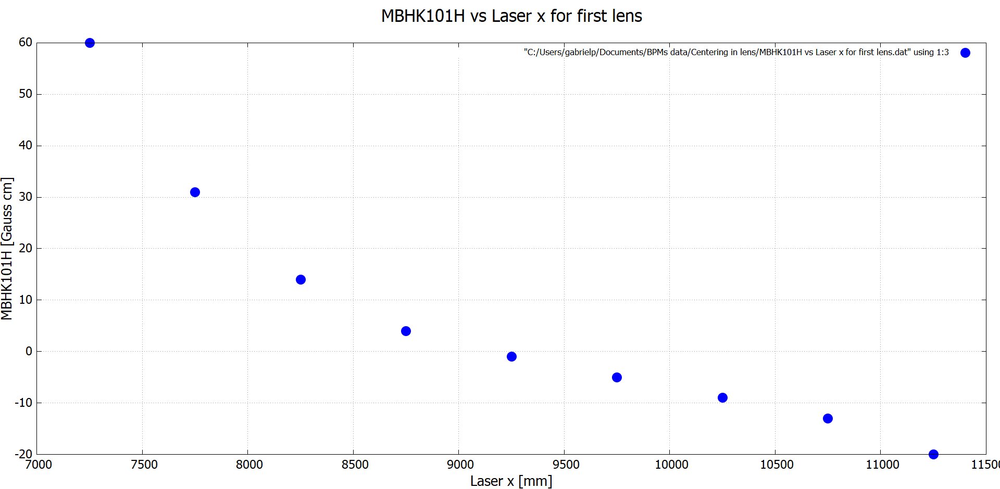 MBHK101H vs Laser x for first lens
"C:/Users/gabrielp/Documents/BPMs data/Centering in lens/MBHK101H vs Laser x for first lens.dat" using 1:3
60
50
40
30
20
10
0
-10
-20
MBHK101H [Gauss cm]
7000 7500 8000 8500 9000 9500 10000 10500 11000 11500
Laser x [mm]